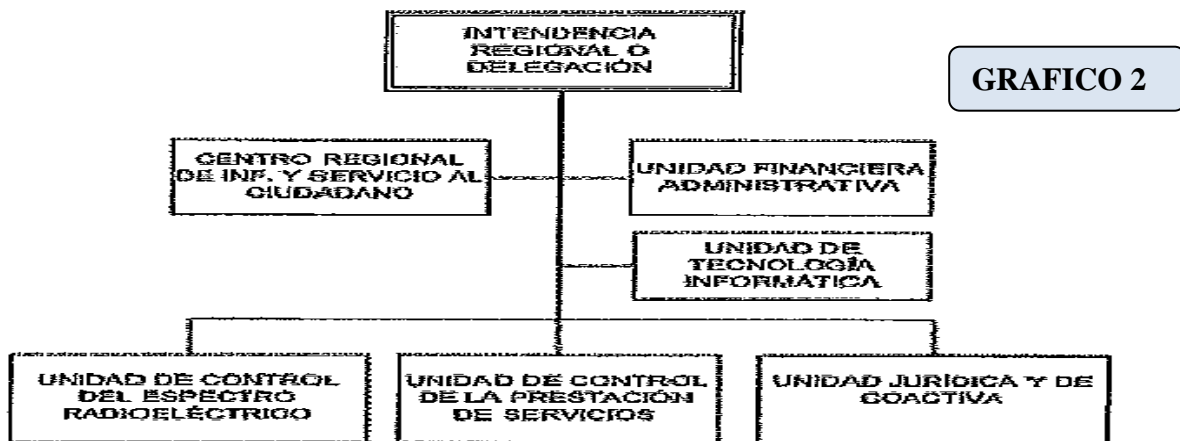 INTENDENCIA
REGIONAL O
DELEGACIÓN
GRAFICO 2
CENTRO REGIONAL
DE INF. Y SERVICIO AL
CIUDADANO
UNIDAD FINANCIERA
ADMINISTRATIVA
UNIDAD DE
TECNOLOGÍA
INFORMÁTICA
UNIDAD DE CONTROL
DEL ESPECTRO
RADIOELÉCTRICO
UNIDAD DE CONTROL
DE LA PRESTACIÓN
DE SERVICIOS
UNIDAD JURÍDICA Y DE
COACTIVA